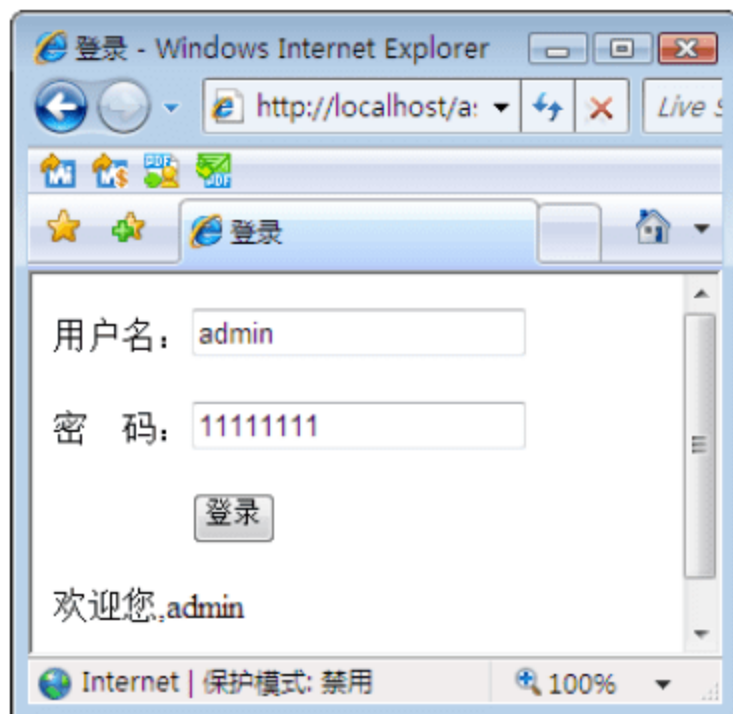 登录 - Windows Internet Explorer
http://localhost/a
Live S
登录
用户名：admin
密 码：11111111
登录
欢迎您,admin
Internet | 保护模式: 禁用 100%